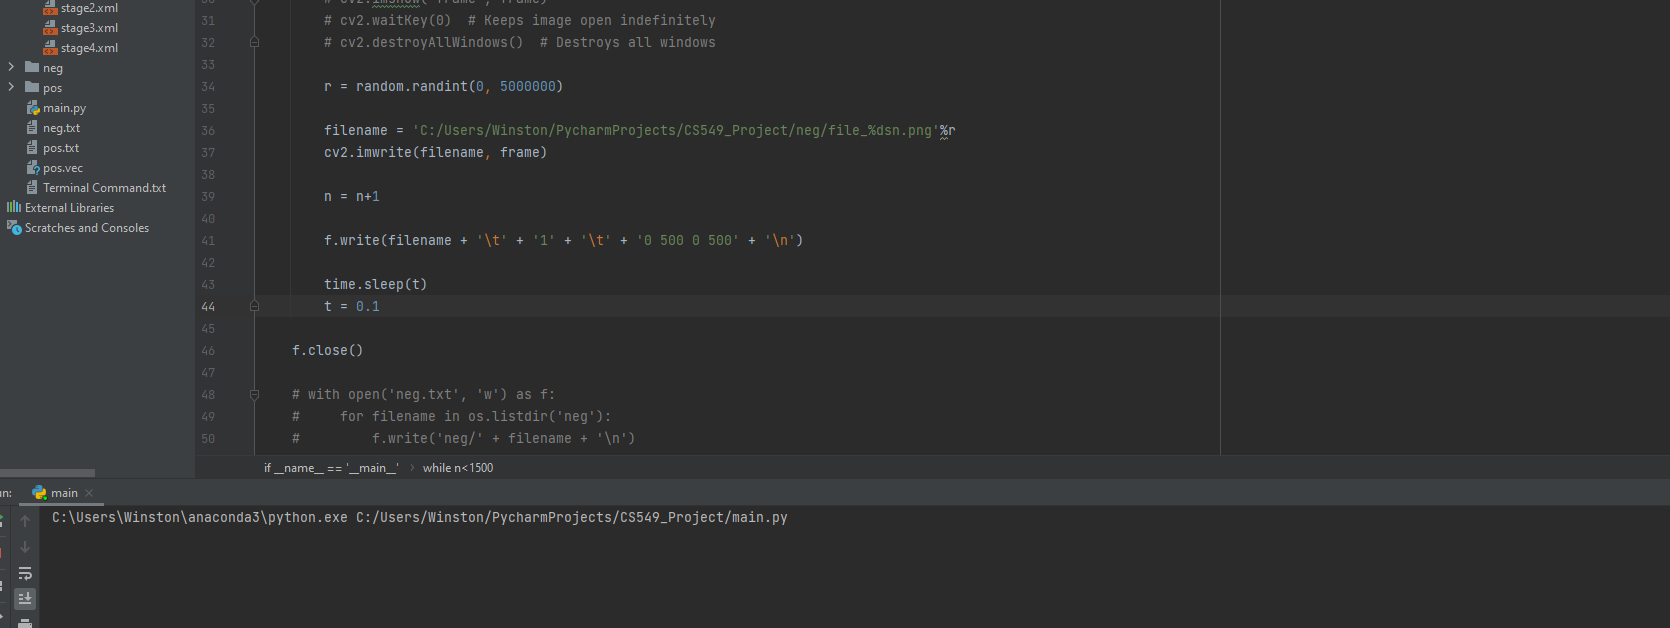 stage2.xml
stage3.xml
stage4.xml
neg
pos
main.py
neg.txt
pos.txt
pos.vec
Terminal Command.txt
External Libraries
Scratches and Consoles
31 # cv2.waitKey(0)  # Keeps image open indefinitely
32 # cv2.destroyAllWindows()  # Destroys all windows
33
34 r = random.randint(0, 5000000)
35
36 filename = 'C:/Users/Winston/PycharmProjects/CS549_Project/neg/file_%dsn.png'%r
37 cv2.imwrite(filename, frame)
38
39 n = n+1
40
41 f.write(filename + '\t' + '1' + '\t' + '0 500 0 500' + '\n')
42
43 time.sleep(t)
44 t = 0.1
45
46 f.close()
47
48 # with open('neg.txt', 'w') as f:
49 #     for filename in os.listdir('neg'):
50 #         f.write('neg/' + filename + '\n')
if __name__ == '__main__' › while n<1500
un: main
C:\Users\Winston\anaconda3\python.exe C:/Users/Winston/PycharmProjects/CS549_Project/main.py